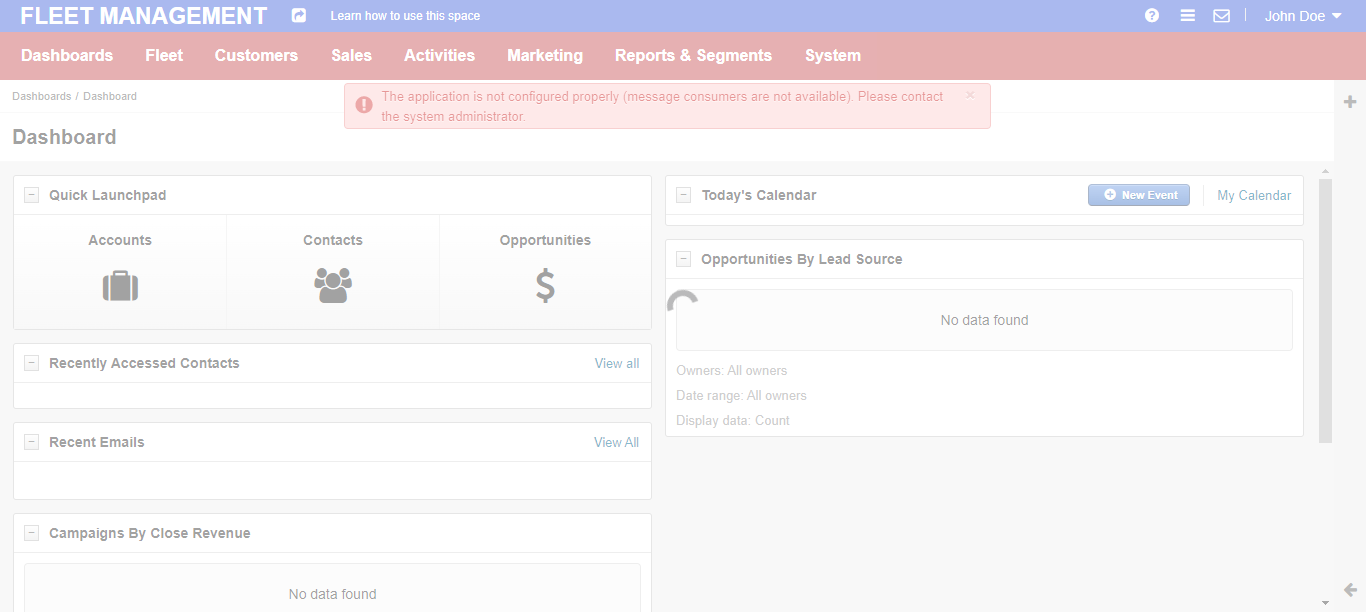 FLEET MANAGEMENT
Learn how to use this space
John Doe
Dashboards
Fleet
Customers
Sales
Activities
Marketing
Reports & Segments
System
Dashboards / Dashboard
The application is not configured properly (message consumers are not available). Please contact
the system administrator.
×
Dashboard
Quick Launchpad
Accounts
Contacts
Opportunities
Recently Accessed Contacts
View all
Recent Emails
View All
Campaigns By Close Revenue
No data found
Today's Calendar
New Event
My Calendar
Opportunities By Lead Source
No data found
Owners: All owners
Date range: All owners
Display data: Count